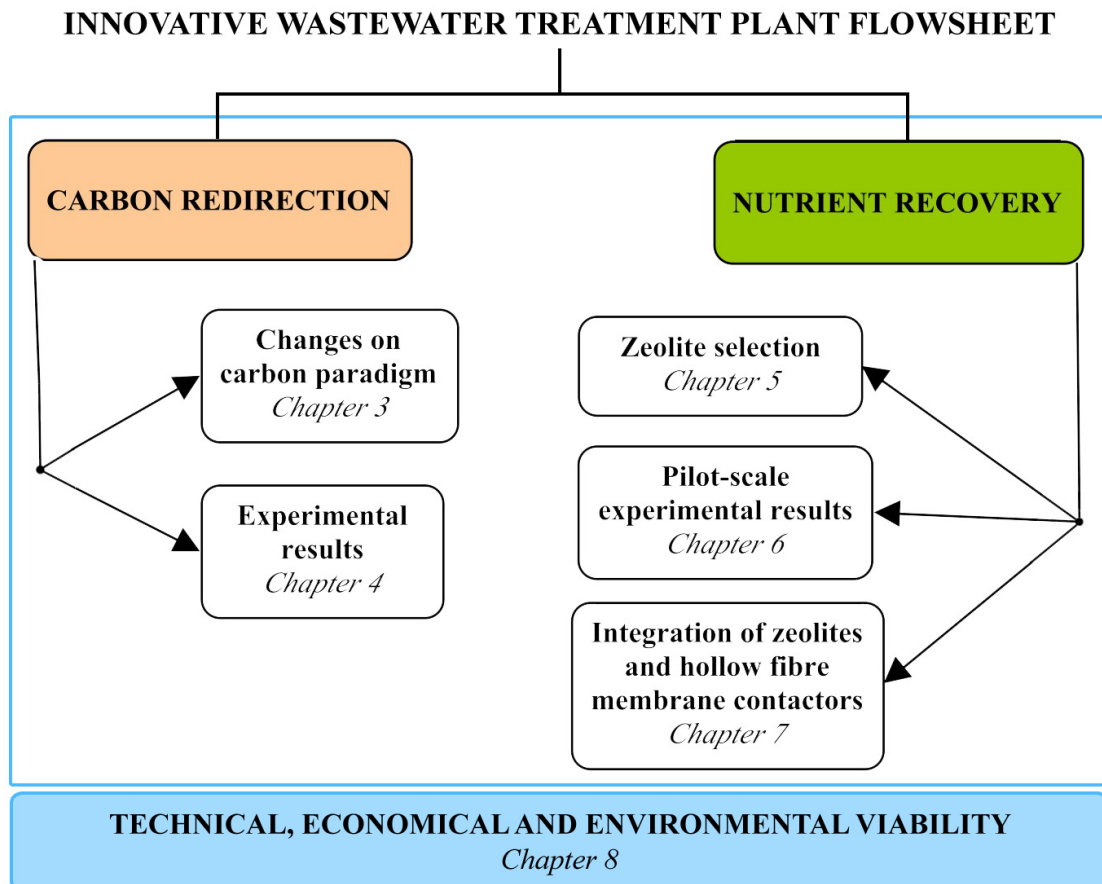 INNOVATIVE WASTEWATER TREATMENT PLANT FLOWSHEET
CARBON REDIRECTION
NUTRIENT RECOVERY
Changes on
carbon paradigm
Chapter 3
Experimental
results
Chapter 4
Zeolite selection
Chapter 5
Pilot-scale
experimental results
Chapter 6
Integration of zeolites
and hollow fibre
membrane contactors
Chapter 7
TECHNICAL, ECONOMICAL AND ENVIRONMENTAL VIABILITY
Chapter 8